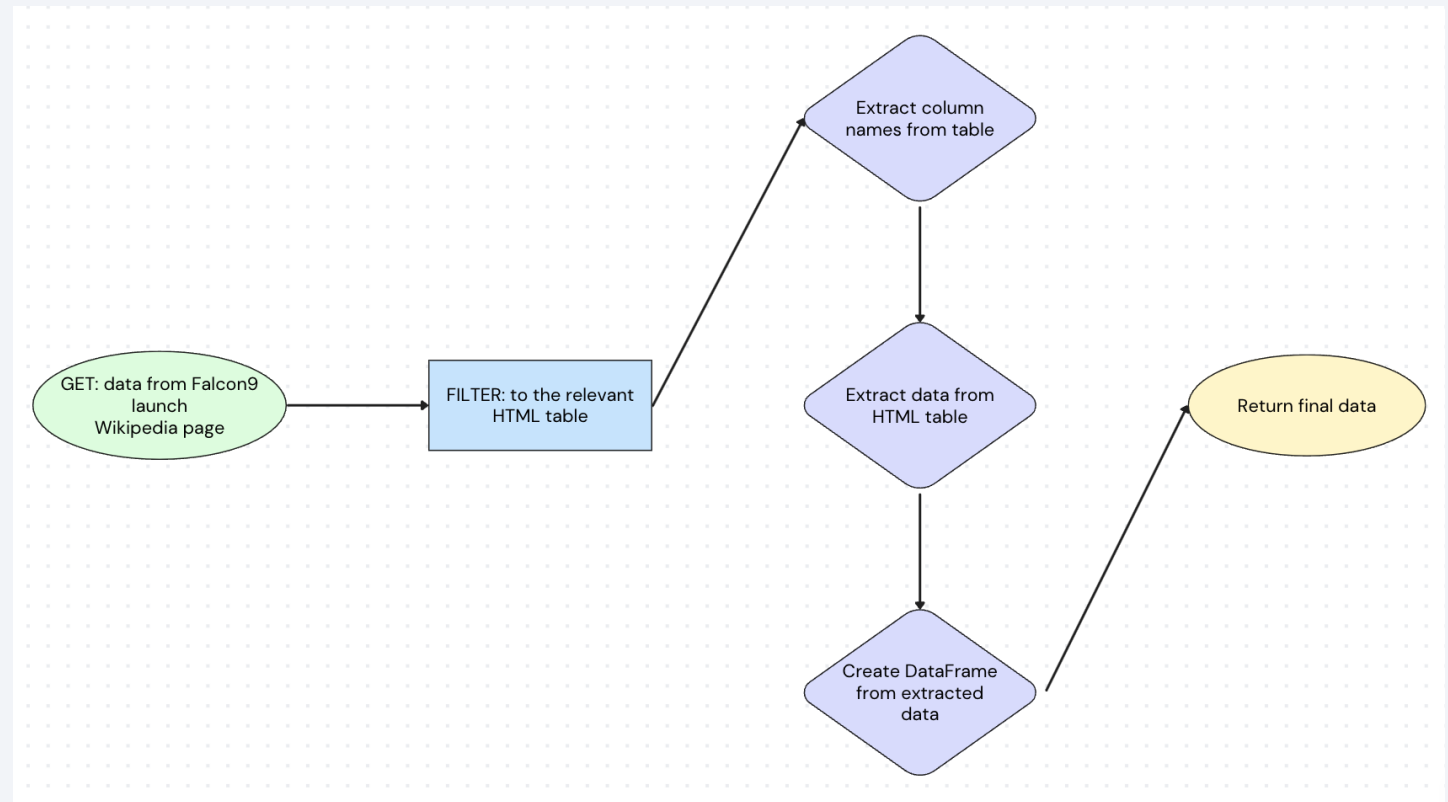 GET: data from Falcon9
launch
Wikipedia page
FILTER: to the relevant
HTML table
Extract column
names from table
Extract data from
HTML table
Create DataFrame
from extracted
data
Return final data